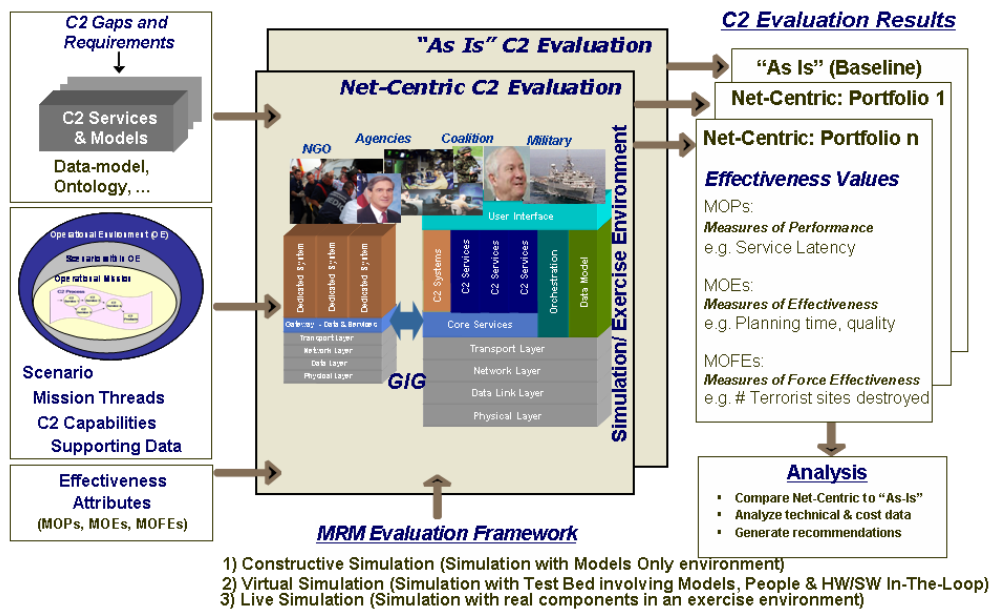 C2 Gaps and
Requirements
C2 Services
& Models
Data-model,
Ontology, ...
Operational Environment (OE)
Scenario within OE
Operational Mission
C2 Process
Scenario
Mission Threads
C2 Capabilities
Supporting Data
Effectiveness
Attributes
(MOPs, MOEs, MOFEs)
“As Is” C2 Evaluation
Net-Centric C2 Evaluation
NGO
Agencies
Coalition
Military
User Interface
Dedicated System
Dedicated System
Dedicated System
C2 Systems
C2 Services
C2 Services
C2 Services
Orchestration
Data Model
Gateway - Data & Services
Core Services
Transport Layer
Network Layer
Data Layer
Physical Layer
GIG
Transport Layer
Network Layer
Data Link Layer
Physical Layer
Simulation/ Exercise Environment
MRM Evaluation Framework
1) Constructive Simulation (Simulation with Models Only environment)
2) Virtual Simulation (Simulation with Test Bed involving Models, People & HW/SW In-The-Loop)
3) Live Simulation (Simulation with real components in an exercise environment)
C2 Evaluation Results
“As Is” (Baseline)
Net-Centric: Portfolio 1
Net-Centric: Portfolio n
Effectiveness Values
MOPs:
Measures of Performance
e.g. Service Latency
MOEs:
Measures of Effectiveness
e.g. Planning time, quality
MOFEs:
Measures of Force Effectiveness
e.g. # Terrorist sites destroyed
Analysis
▪ Compare Net-Centric to “As-Is”
▪ Analyze technical & cost data
▪ Generate recommendations